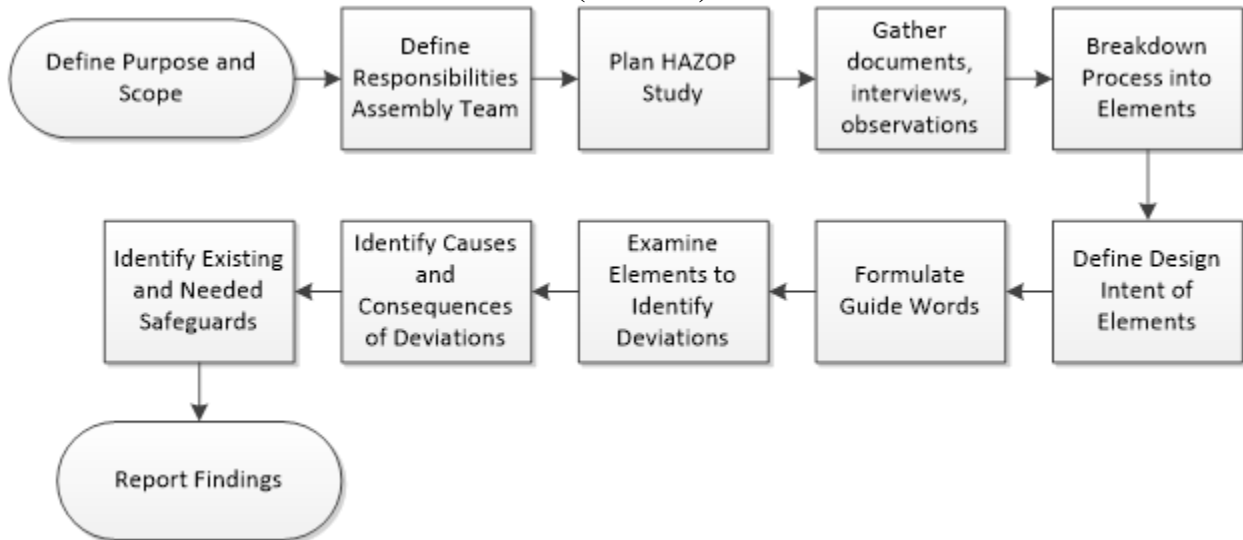 Define Purpose and
Scope
Define
Responsibilities
Assembly Team
Plan HAZOP
Study
Gather
documents,
interviews,
observations
Breakdown
Process into
Elements
Define Design
Intent of
Elements
Formulate
Guide Words
Examine
Elements to
Identify
Deviations
Identify Causes
and
Consequences
of Deviations
Identify Existing
and Needed
Safeguards
Report Findings